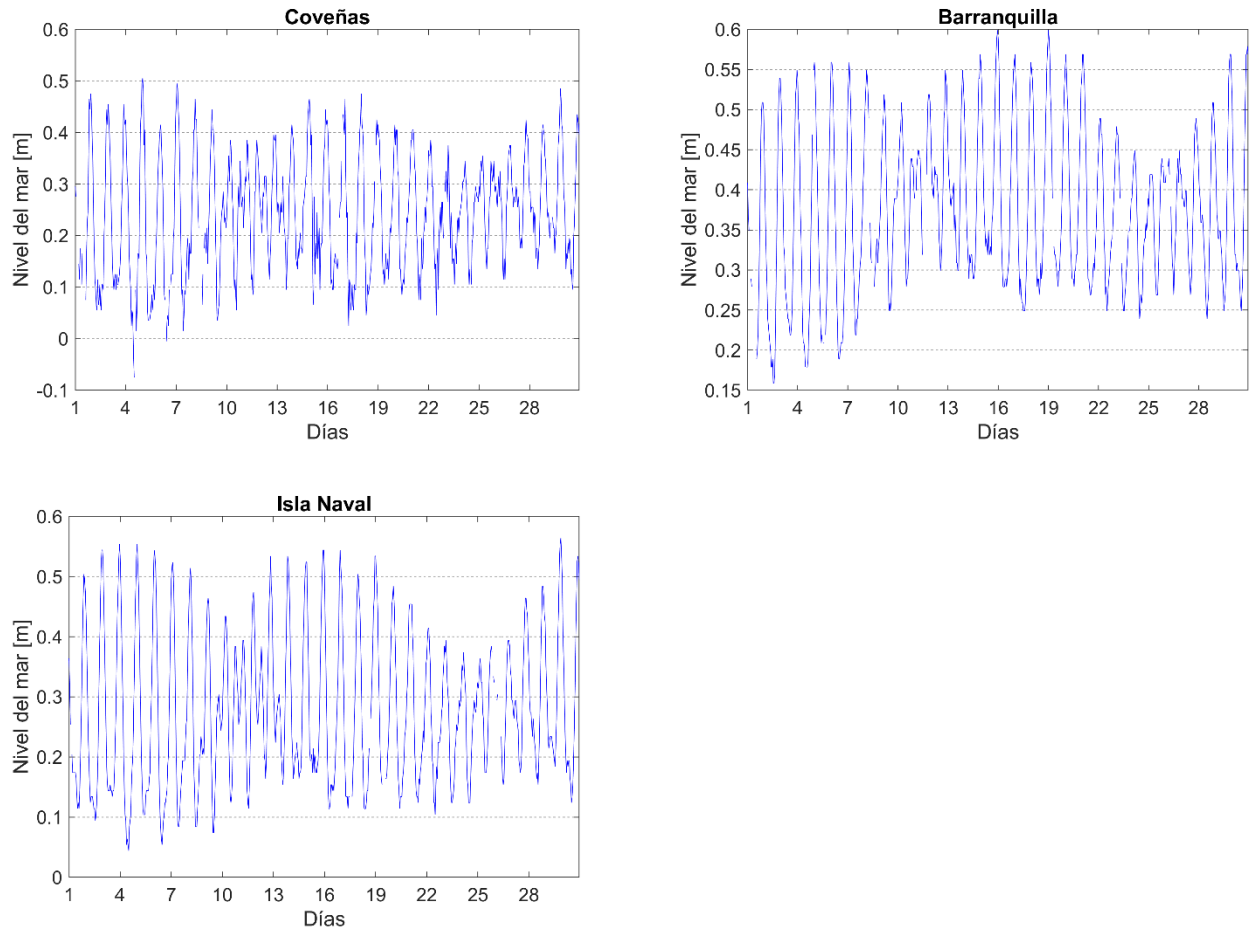 Coveñas
0.6
0.5
0.4
0.3
0.2
0.1
0
-0.1
Nivel del mar [m]
1 4 7 10 13 16 19 22 25 28
Días
Barranquilla
0.6
0.55
0.5
0.45
0.4
0.35
0.3
0.25
0.2
0.15
Nivel del mar [m]
1 4 7 10 13 16 19 22 25 28
Días
Isla Naval
0.6
0.5
0.4
0.3
0.2
0.1
0
Nivel del mar [m]
1 4 7 10 13 16 19 22 25 28
Días